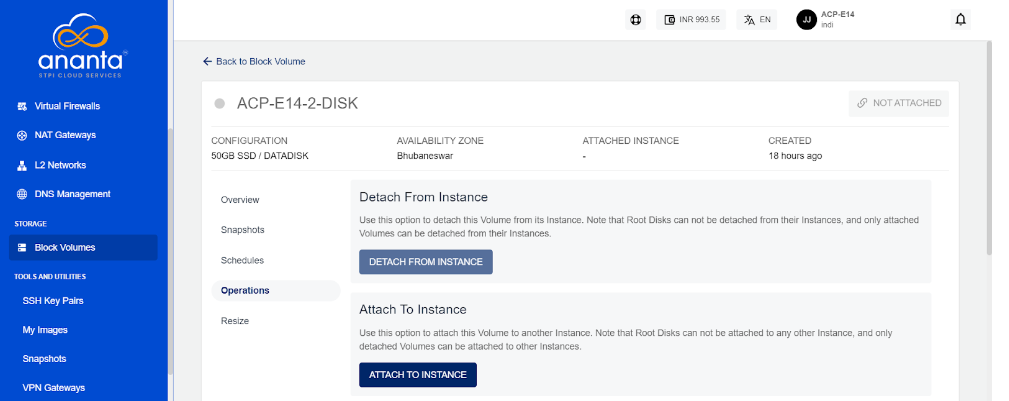 ananta
STPI CLOUD SERVICES
Virtual Firewalls
NAT Gateways
L2 Networks
DNS Management
STORAGE
Block Volumes
TOOLS AND UTILITIES
SSH Key Pairs
My Images
Snapshots
VPN Gateways
INR 993.55
EN
JJ
ACP-E14
indi
Back to Block Volume
ACP-E14-2-DISK
NOT ATTACHED
CONFIGURATION
50GB SSD / DATADISK
AVAILABILITY ZONE
Bhubaneswar
ATTACHED INSTANCE
-
CREATED
18 hours ago
Overview
Snapshots
Schedules
Operations
Resize
Detach From Instance
Use this option to detach this Volume from its Instance. Note that Root Disks can not be detached from their Instances, and only attached
Volumes can be detached from their Instances.
DETACH FROM INSTANCE
Attach To Instance
Use this option to attach this Volume to another Instance. Note that Root Disks can not be attached to any other Instance, and only
detached Volumes can be attached to other Instances.
ATTACH TO INSTANCE